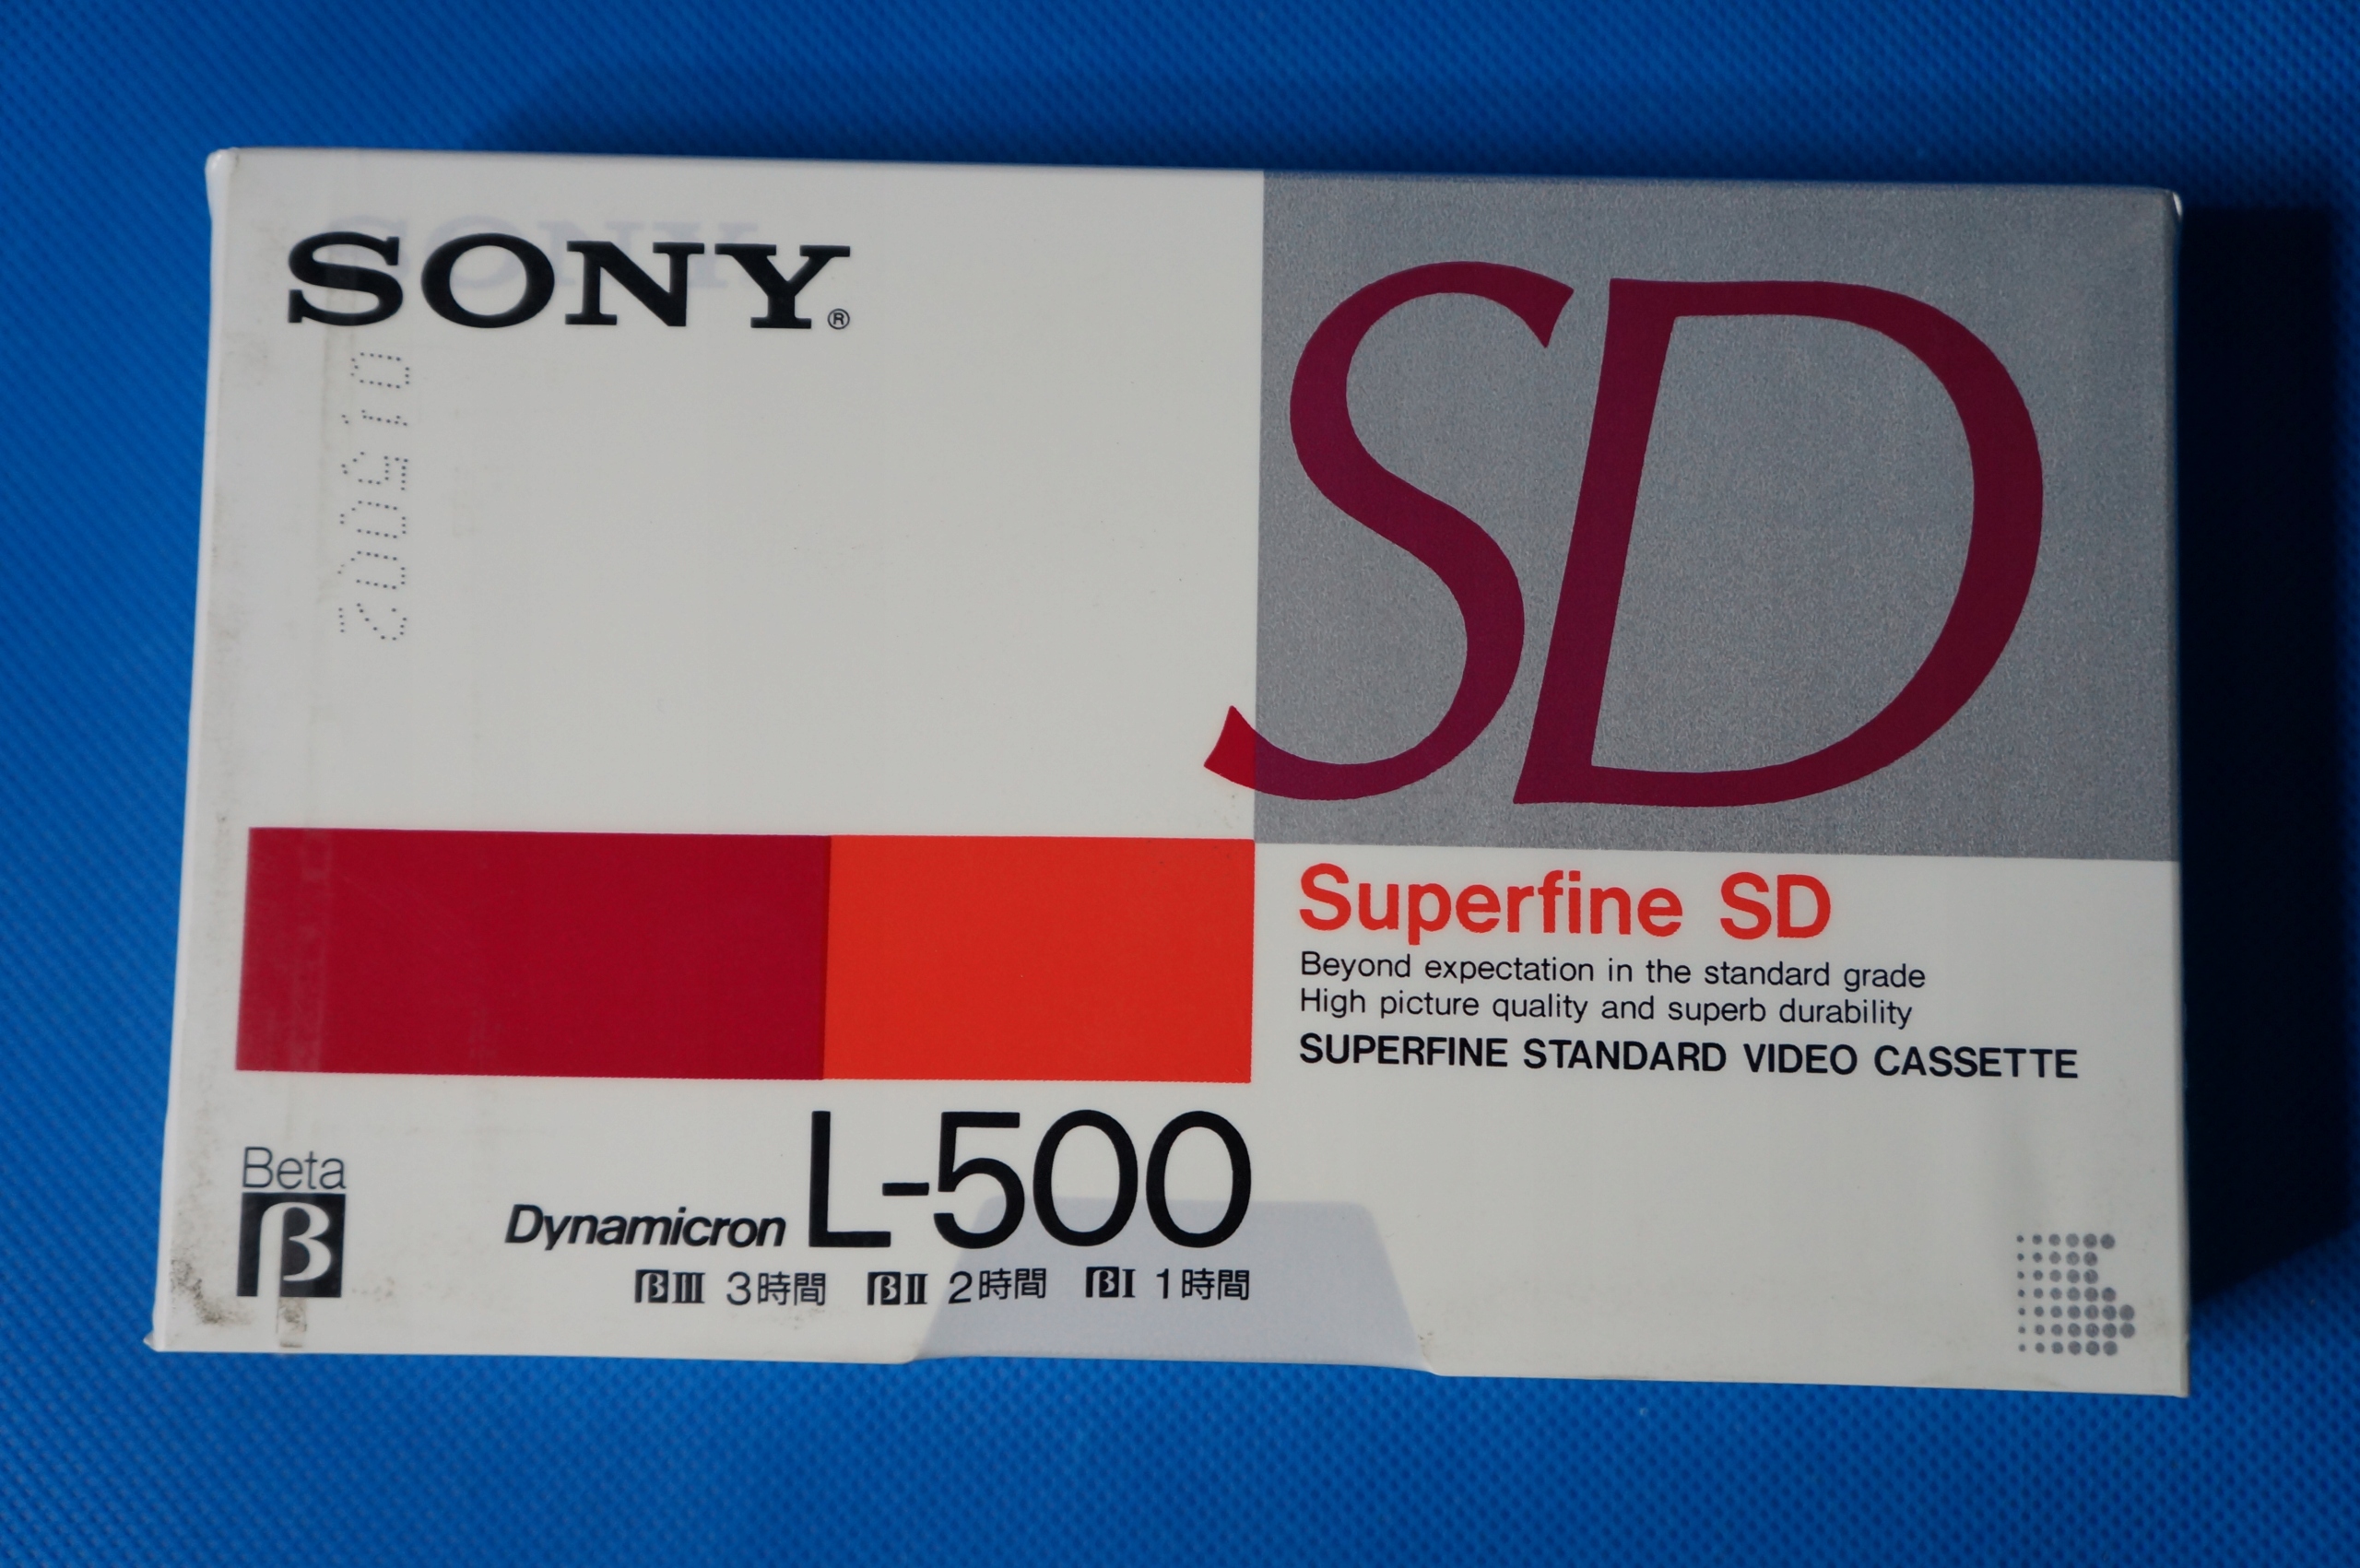 SONY®
2005 10
SD
Superfine SD
Beyond expectation in the standard grade
High picture quality and superb durability
SUPERFINE STANDARD VIDEO CASSETTE
Beta
β
Dynamicron L-500
βIII 3時間 βII 2時間 βI 1時間